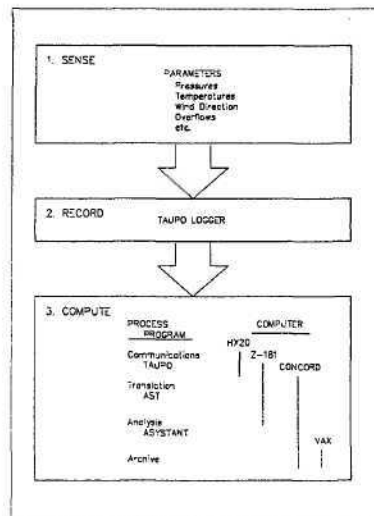 1. SENSE
PARAMETERS
Pressures
Temperatures
Wind Direction
Overflows
etc.
2. RECORD
TAUPO LOGGER
3. COMPUTE
PROCESS COMPUTER
PROGRAM
HX20
Communications Z-181
TAUPO CONCORD
Translation
AST
Analysis
ASYSTANT
VAX
Archive